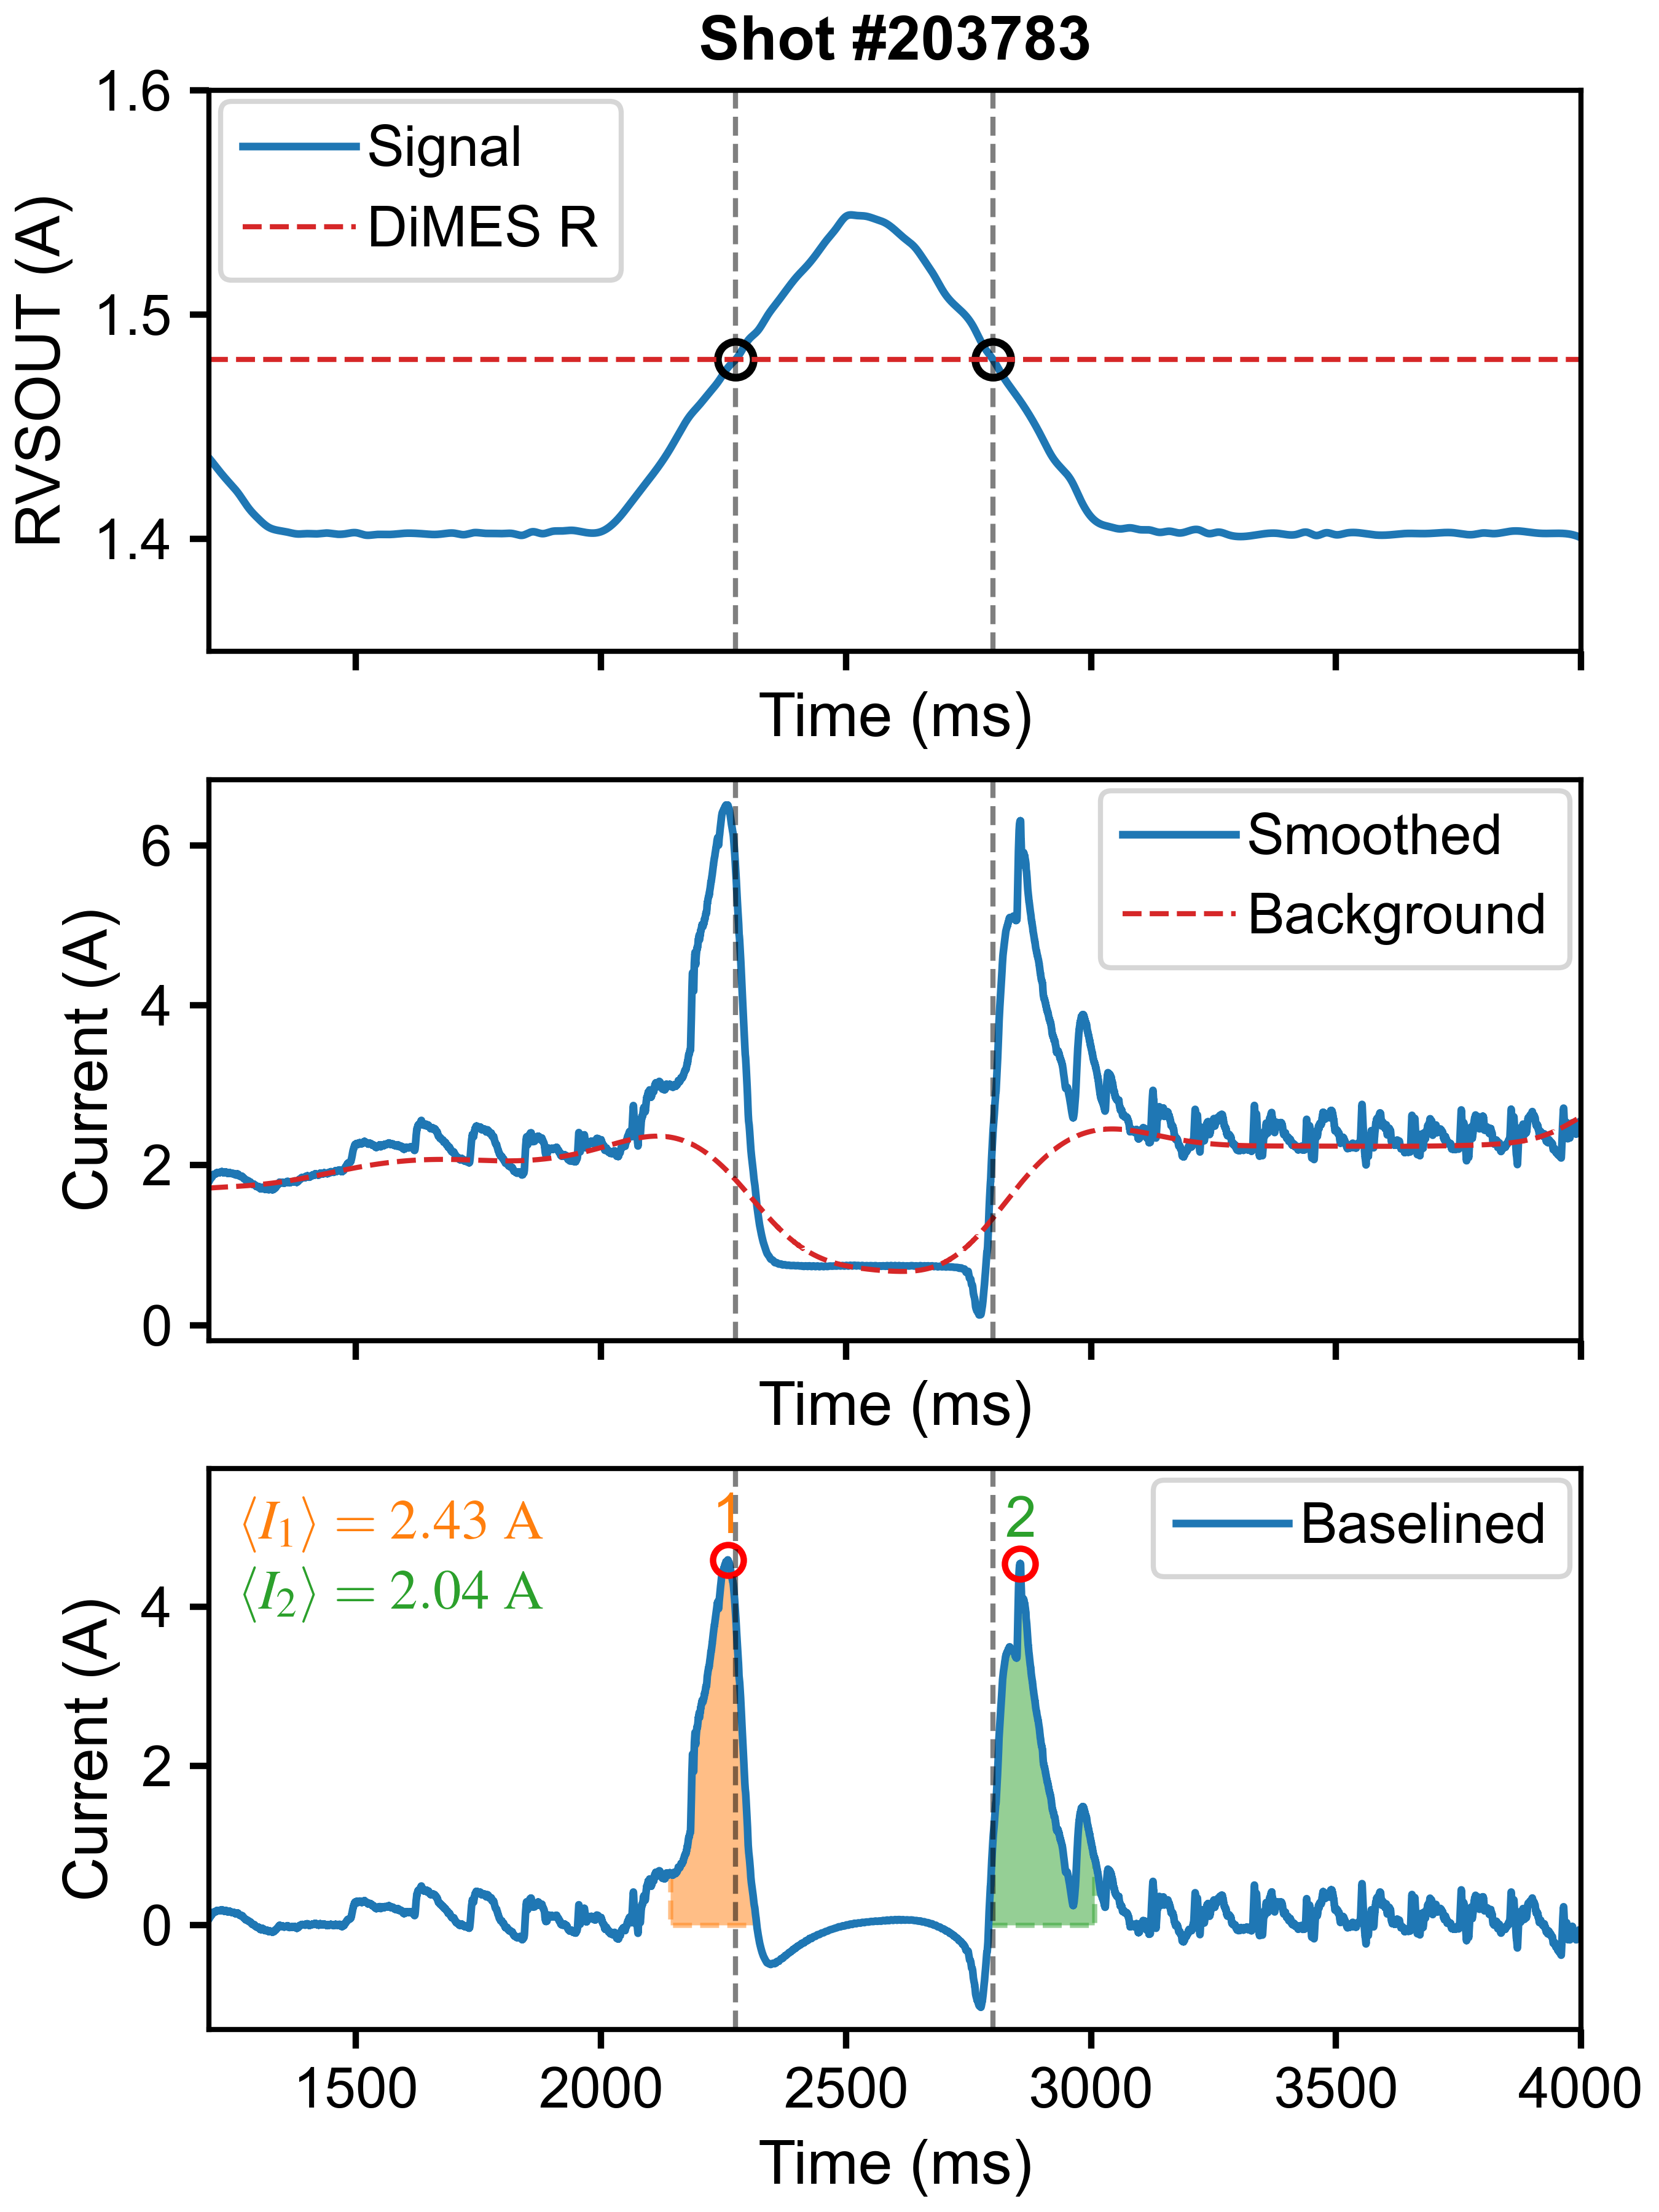 Shot #203783
1.6
1.5
1.4
RVSOUT (A)
Signal
DiMES R
Time (ms)
6
4
2
0
Current (A)
Smoothed
Background
Time (ms)
⟨I₁⟩ = 2.43 A
⟨I₂⟩ = 2.04 A
1
2
Baselined
4
2
0
Current (A)
1500 2000 2500 3000 3500 4000
Time (ms)